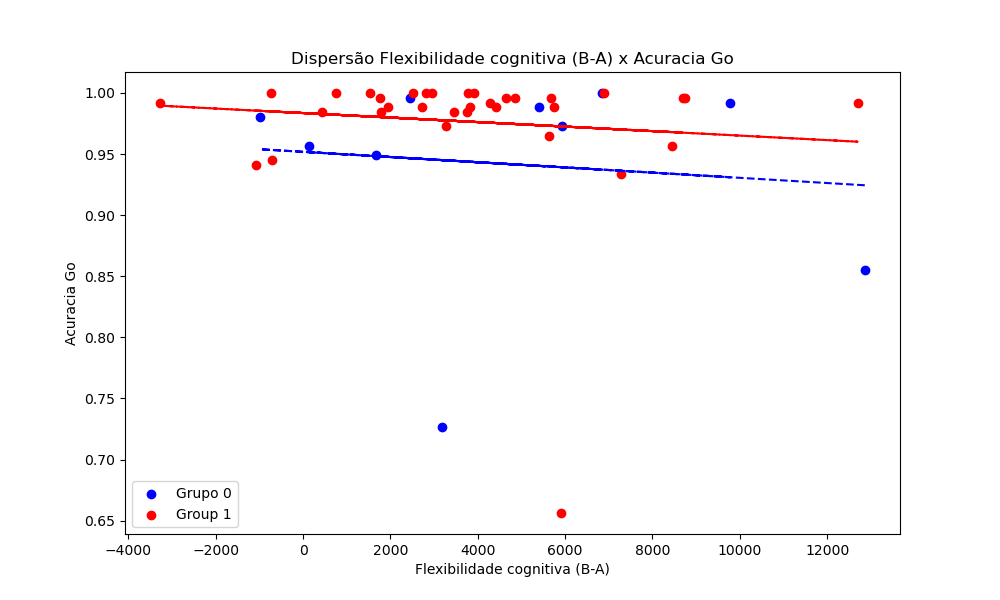 Dispersão Flexibilidade cognitiva (B-A) x Acuracia Go
Acuracia Go
1.00
0.95
0.90
0.85
0.80
0.75
0.70
0.65
Grupo 0
Group 1
−4000 −2000 0 2000 4000 6000 8000 10000 12000
Flexibilidade cognitiva (B-A)